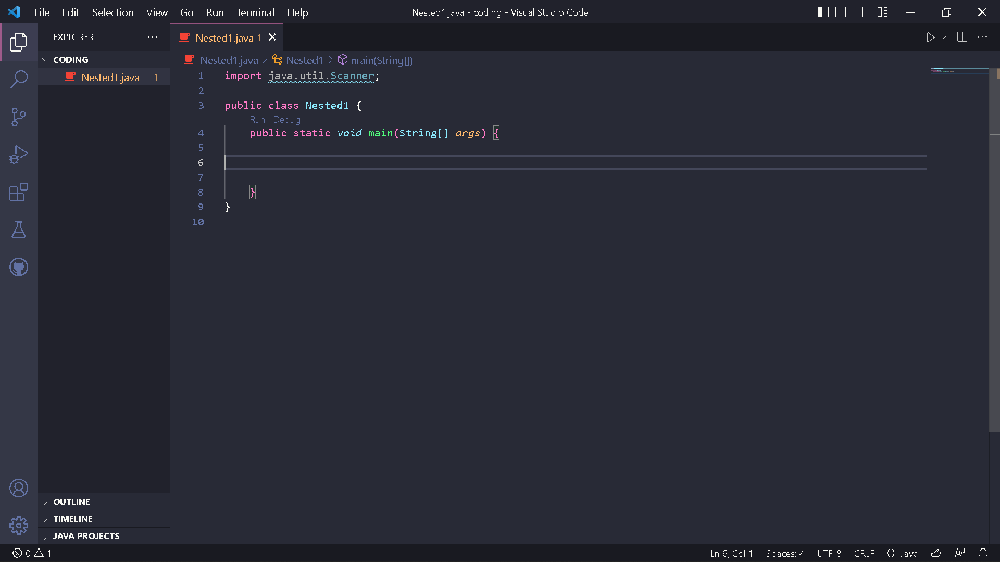 File Edit Selection View Go Run Terminal Help
Nested1.java - coding - Visual Studio Code
EXPLORER
Nested1.java 1
CODING
Nested1.java 1
Nested1.java > Nested1 > main(String[])
1 import java.util.Scanner;
2
3 public class Nested1 {
Run | Debug
4 public static void main(String[] args) {
5
6
7
8 }
9 }
10
OUTLINE
TIMELINE
JAVA PROJECTS
0 1
Ln 6, Col 1 Spaces: 4 UTF-8 CRLF {} Java